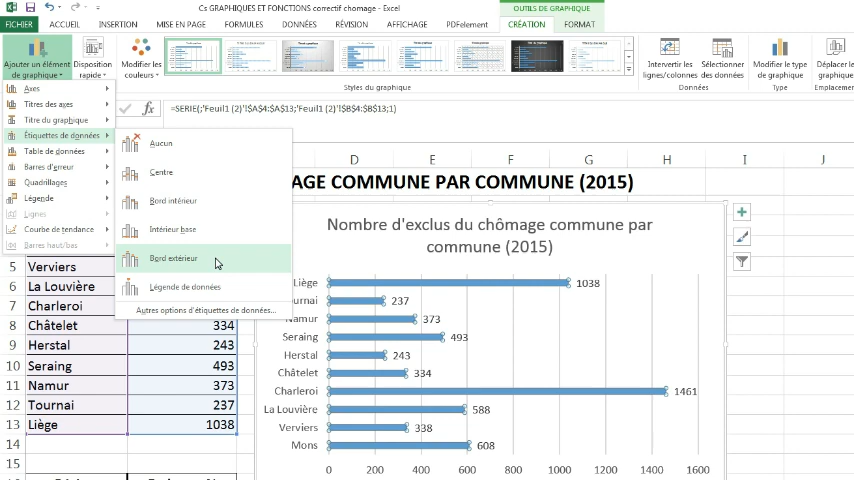 Cs GRAPHIQUES ET FONCTIONS correctif chomage - Excel
OUTILS DE GRAPHIQUE
FICHIER ACCUEIL INSERTION MISE EN PAGE FORMULES DONNÉES RÉVISION AFFICHAGE PDFelement CRÉATION FORMAT
Ajouter un élément de graphique
Disposition rapide
Modifier les couleurs
Intervertir les lignes/colonnes
Sélectionner des données
Modifier le type de graphique
Déplacer le graphique
Styles du graphique
Données
Type
Emplacem
Axes
Titres des axes
Titre du graphique
Étiquettes de données
Table de données
Barres d'erreur
Quadrillages
Légende
Lignes
Courbe de tendance
Barres haut/bas
Aucun
Centre
Bord intérieur
Intérieur base
Bord extérieur
Légende de données
Autres options d'étiquettes de données...
fx =SERIE(;'Feuil1 (2)'!$A$4:$A$13;'Feuil1 (2)'!$B$4:$B$13;1)
D E F G H I J
AGE COMMUNE PAR COMMUNE (2015)
5 Verviers
6 La Louvière
7 Charleroi
8 Châtelet 334
9 Herstal 243
10 Seraing 493
11 Namur 373
12 Tournai 237
13 Liège 1038
14
15
Nombre d'exclus du chômage commune par
commune (2015)
Liège 1038
ournai 237
Namur 373
Seraing 493
Herstal 243
Châtelet 334
Charleroi 1461
La Louvière 588
Verviers 338
Mons 608
0 200 400 600 800 1000 1200 1400 1600